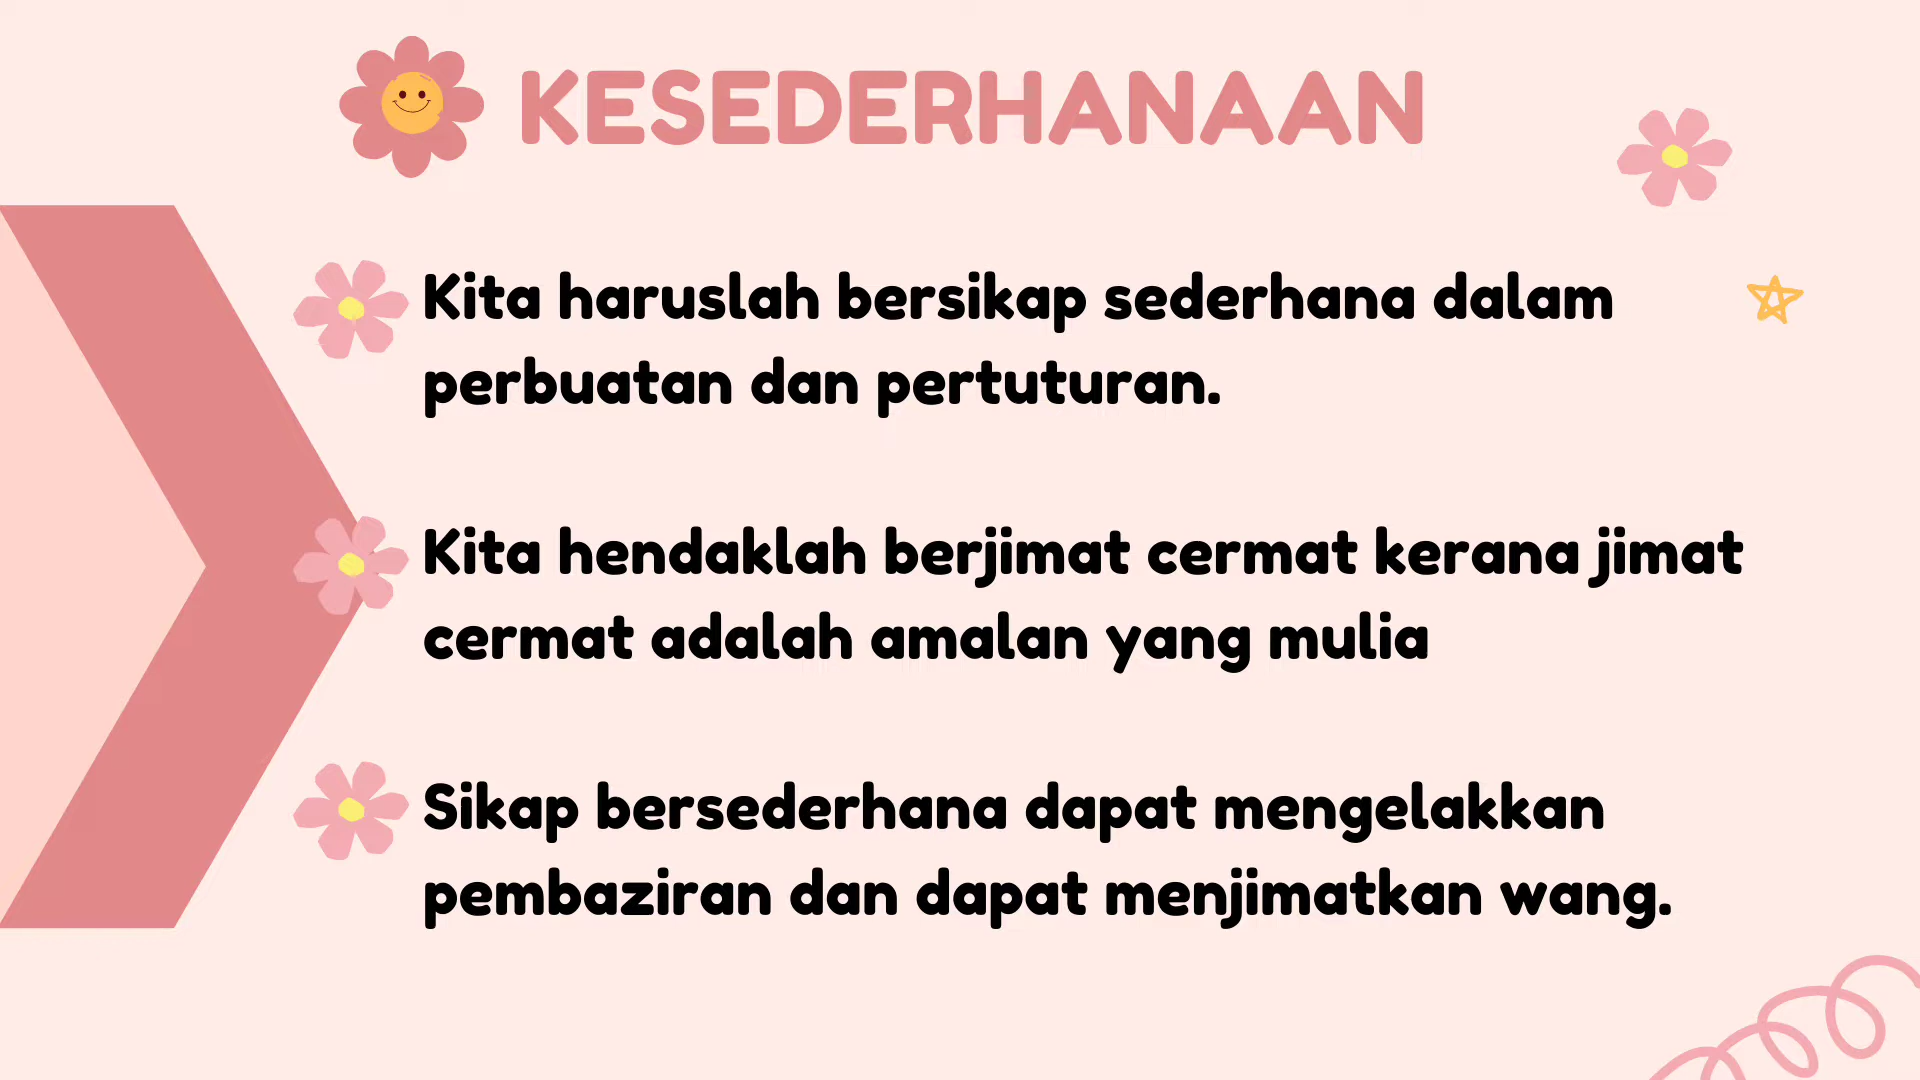 KESEDERHANAAN
Kita haruslah bersikap sederhana dalam
perbuatan dan pertuturan.
Kita hendaklah berjimat cermat kerana jimat
cermat adalah amalan yang mulia
Sikap bersederhana dapat mengelakkan
pembaziran dan dapat menjimatkan wang.